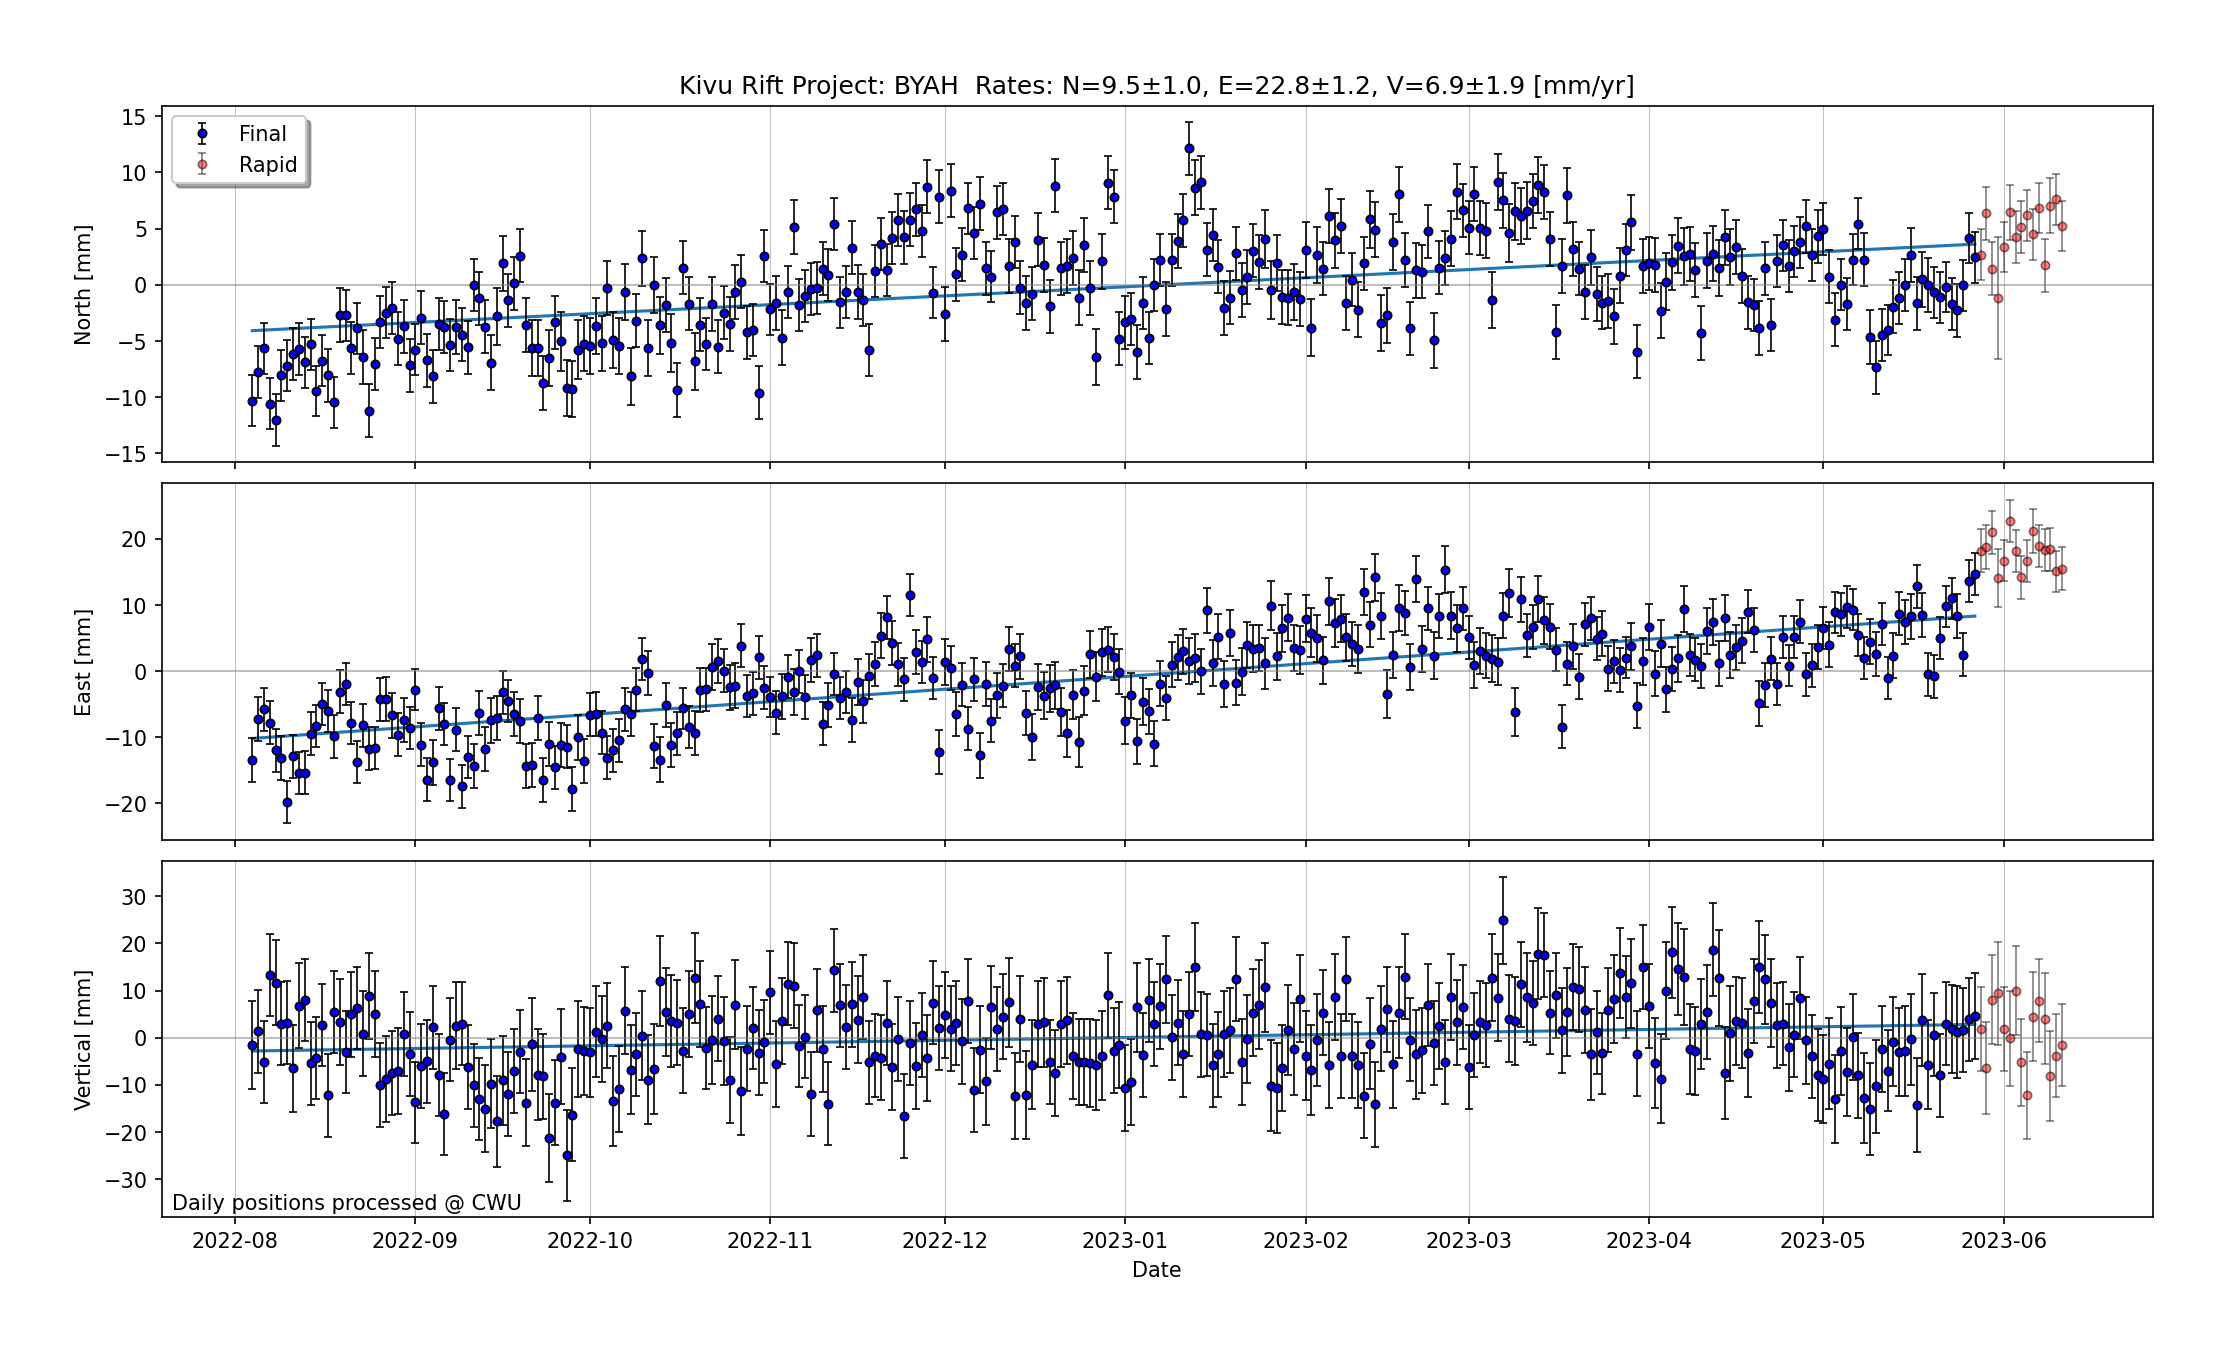 Kivu Rift Project: BYAH  Rates: N=9.5±1.0, E=22.8±1.2, V=6.9±1.9 [mm/yr]
Final
Rapid
North [mm]
15
10
5
0
−5
−10
−15
East [mm]
20
10
0
−10
−20
Vertical [mm]
30
20
10
0
−10
−20
−30
Daily positions processed @ CWU
2022-08 2022-09 2022-10 2022-11 2022-12 2023-01 2023-02 2023-03 2023-04 2023-05 2023-06
Date